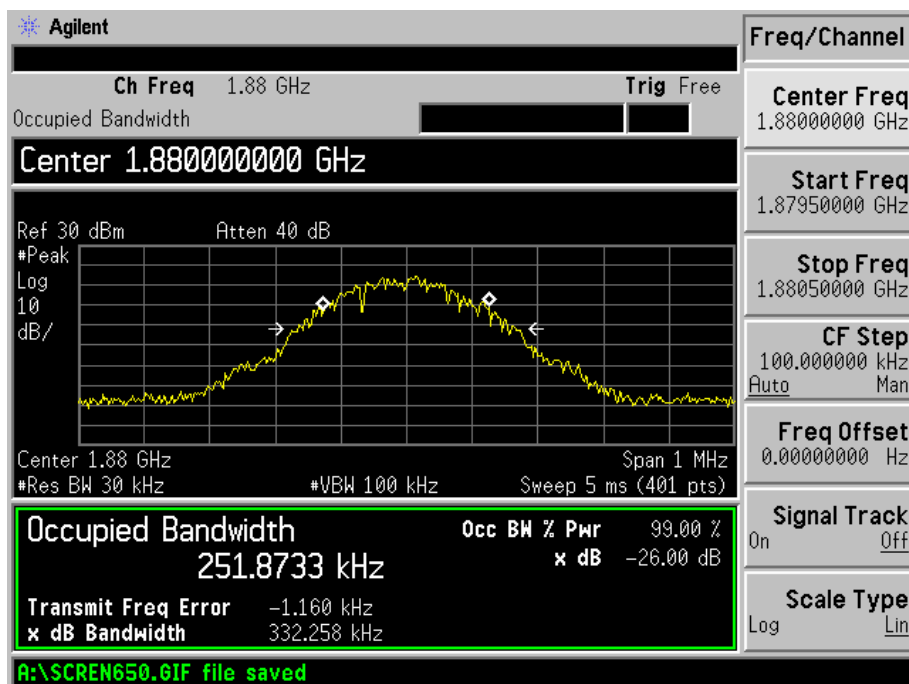 Agilent
Freq/Channel
Ch Freq 1.88 GHz Trig Free
Occupied Bandwidth
Center 1.880000000 GHz
Ref 30 dBm Atten 40 dB
#Peak
Log
10
dB/
Center 1.88 GHz Span 1 MHz
#Res BW 30 kHz #VBW 100 kHz Sweep 5 ms (401 pts)
Occupied Bandwidth
251.8733 kHz
Occ BW % Pwr 99.00 %
x dB -26.00 dB
Transmit Freq Error -1.160 kHz
x dB Bandwidth 332.258 kHz
A:\SCREN650.GIF file saved
Center Freq
1.88000000 GHz
Start Freq
1.87950000 GHz
Stop Freq
1.88050000 GHz
CF Step
100.000000 kHz
Auto Man
Freq Offset
0.00000000 Hz
Signal Track
On Off
Scale Type
Log Lin